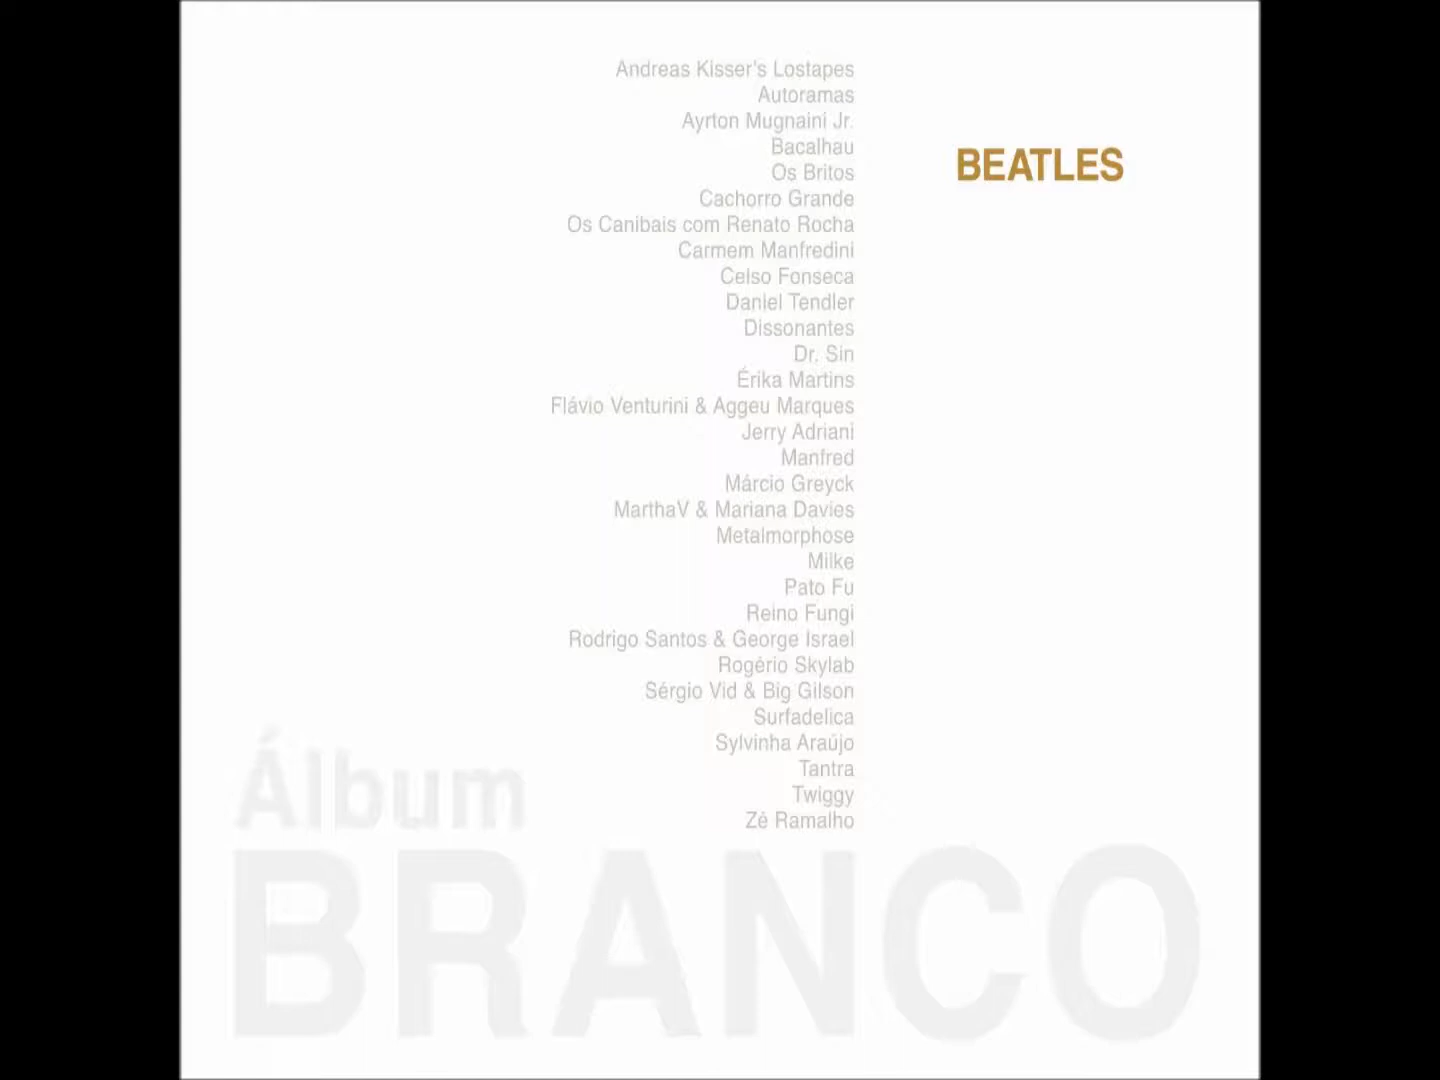 Andreas Kisser's Lostapes
Autoramas
Ayrton Mugnaini Jr.
Bacalhau
Os Britos
Cachorro Grande
Os Canibais com Renato Rocha
Carmem Manfredini
Celso Fonseca
Daniel Tendler
Dissonantes
Dr. Sin
Érika Martins
Flávio Venturini & Aggeu Marques
Jerry Adriani
Manfred
Márcio Greyck
MarthaV & Mariana Davies
Metalmorphose
Milke
Pato Fu
Reino Fungi
Rodrigo Santos & George Israel
Rogério Skylab
Sérgio Vid & Big Gilson
Surfadelica
Sylvinha Araújo
Tantra
Twiggy
Zé Ramalho
BEATLES
Álbum
BRANCO